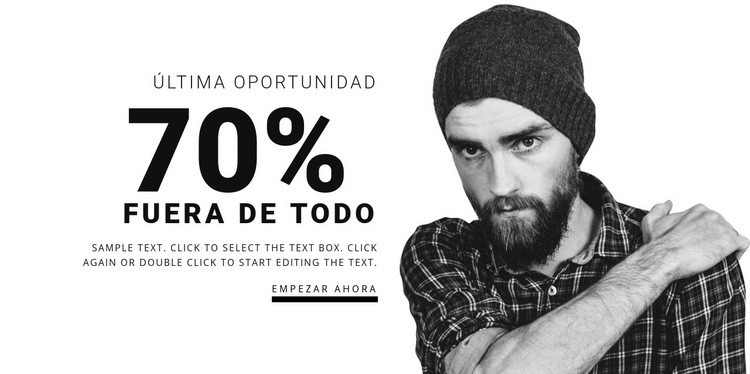 ÚLTIMA OPORTUNIDAD
70%
FUERA DE TODO
SAMPLE TEXT. CLICK TO SELECT THE TEXT BOX. CLICK
AGAIN OR DOUBLE CLICK TO START EDITING THE TEXT.
EMPEZAR AHORA